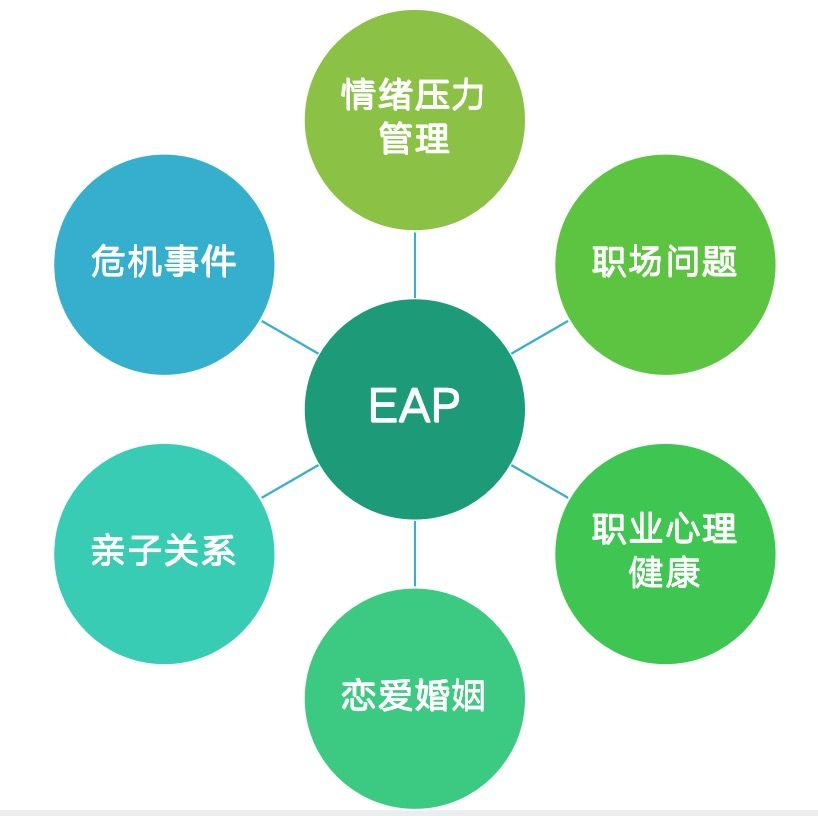 情绪压力
管理
危机事件
职场问题
EAP
亲子关系
职业心理
健康
恋爱婚姻